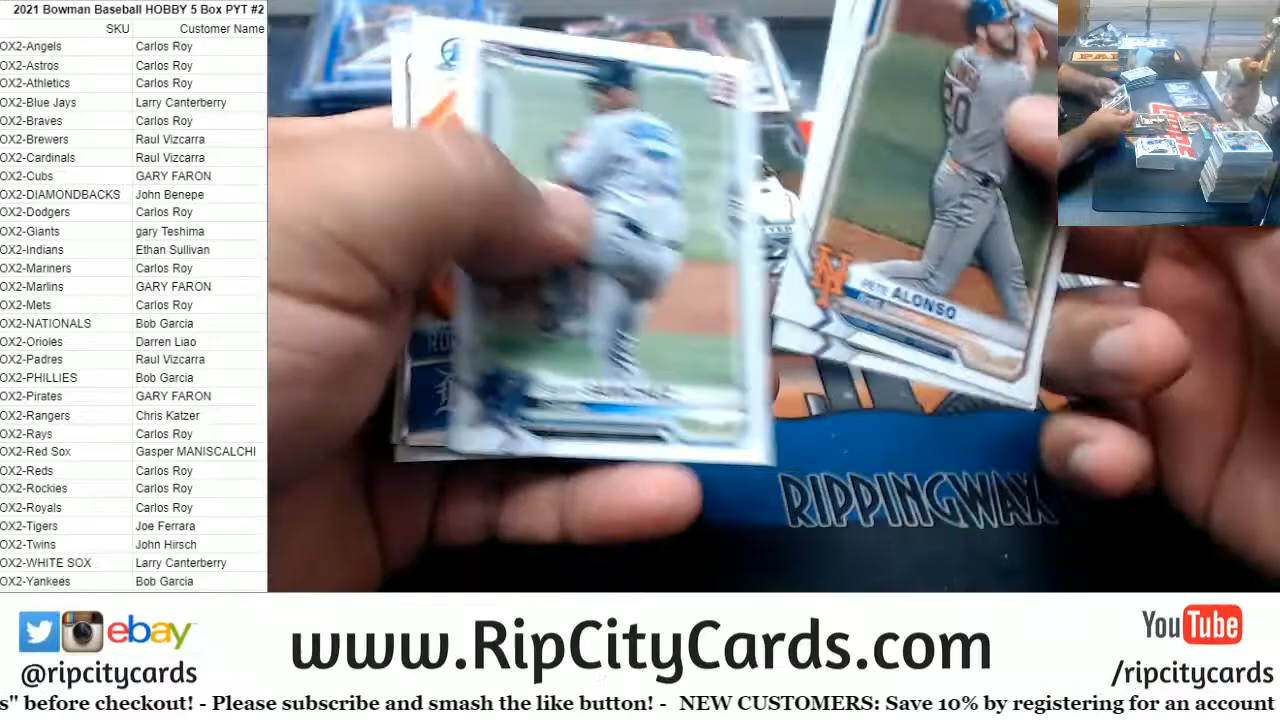 2021 Bowman Baseball HOBBY 5 Box PYT #2
SKU Customer Name
OX2-Angels Carlos Roy
OX2-Astros Carlos Roy
OX2-Athletics Carlos Roy
OX2-Blue Jays Larry Canterberry
OX2-Braves Carlos Roy
OX2-Brewers Raul Vizcarra
OX2-Cardinals Raul Vizcarra
OX2-Cubs GARY FARON
OX2-DIAMONDBACKS John Benepe
OX2-Dodgers Carlos Roy
OX2-Giants gary Teshima
OX2-Indians Ethan Sullivan
OX2-Mariners Carlos Roy
OX2-Marlins GARY FARON
OX2-Mets Carlos Roy
OX2-NATIONALS Bob Garcia
OX2-Orioles Darren Liao
OX2-Padres Raul Vizcarra
OX2-PHILLIES Bob Garcia
OX2-Pirates GARY FARON
OX2-Rangers Chris Katzer
OX2-Rays Carlos Roy
OX2-Red Sox Gasper MANISCALCHI
OX2-Reds Carlos Roy
OX2-Rockies Carlos Roy
OX2-Royals Carlos Roy
OX2-Tigers Joe Ferrara
OX2-Twins John Hirsch
OX2-WHITE SOX Larry Canterberry
OX2-Yankees Bob Garcia
20
PETE ALONSO
RIPPINGWAX
ebay
@ripcitycards
www.RipCityCards.com
YouTube
/ripcitycards
s" before checkout! - Please subscribe and smash the like button! - NEW CUSTOMERS: Save 10% by registering for an account